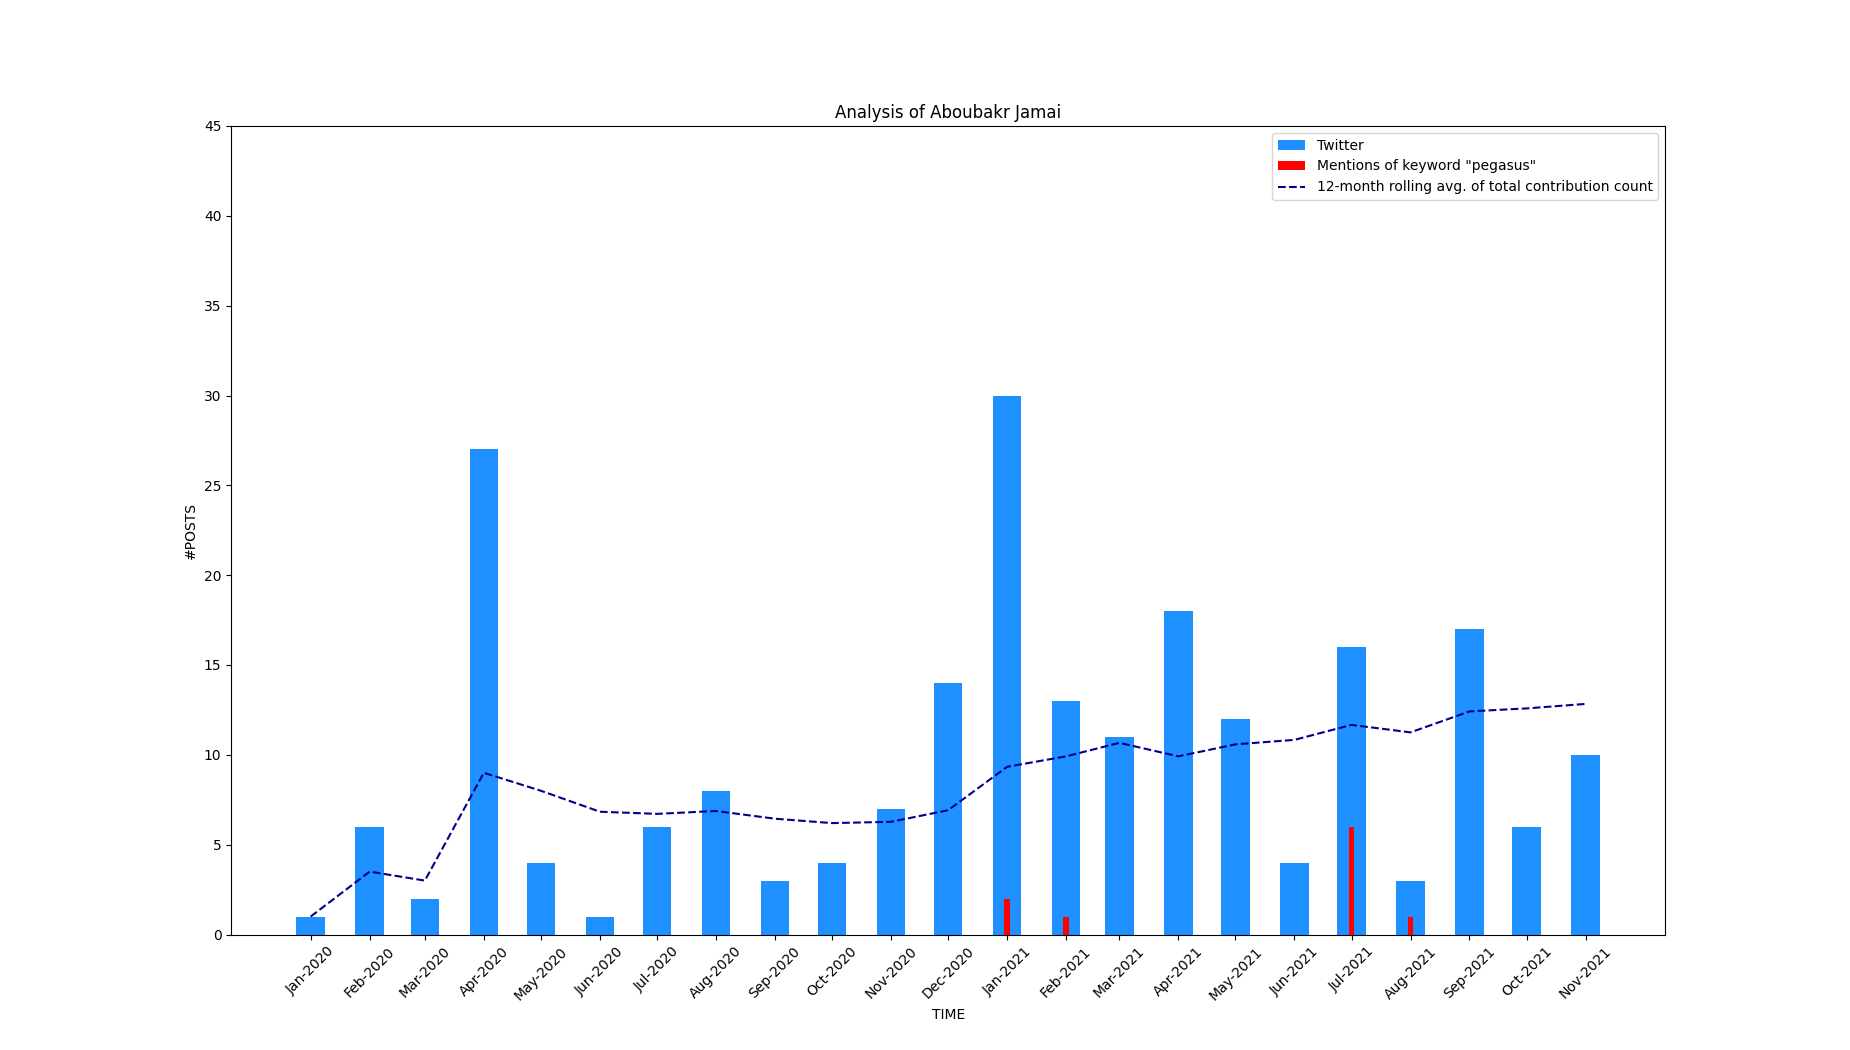 Analysis of Aboubakr Jamai
Twitter
Mentions of keyword "pegasus"
12-month rolling avg. of total contribution count
45
40
35
30
25
20
15
10
5
0
#POSTS
Jan-2020
Feb-2020
Mar-2020
Apr-2020
May-2020
Jun-2020
Jul-2020
Aug-2020
Sep-2020
Oct-2020
Nov-2020
Dec-2020
Jan-2021
Feb-2021
Mar-2021
Apr-2021
May-2021
Jun-2021
Jul-2021
Aug-2021
Sep-2021
Oct-2021
Nov-2021
TIME